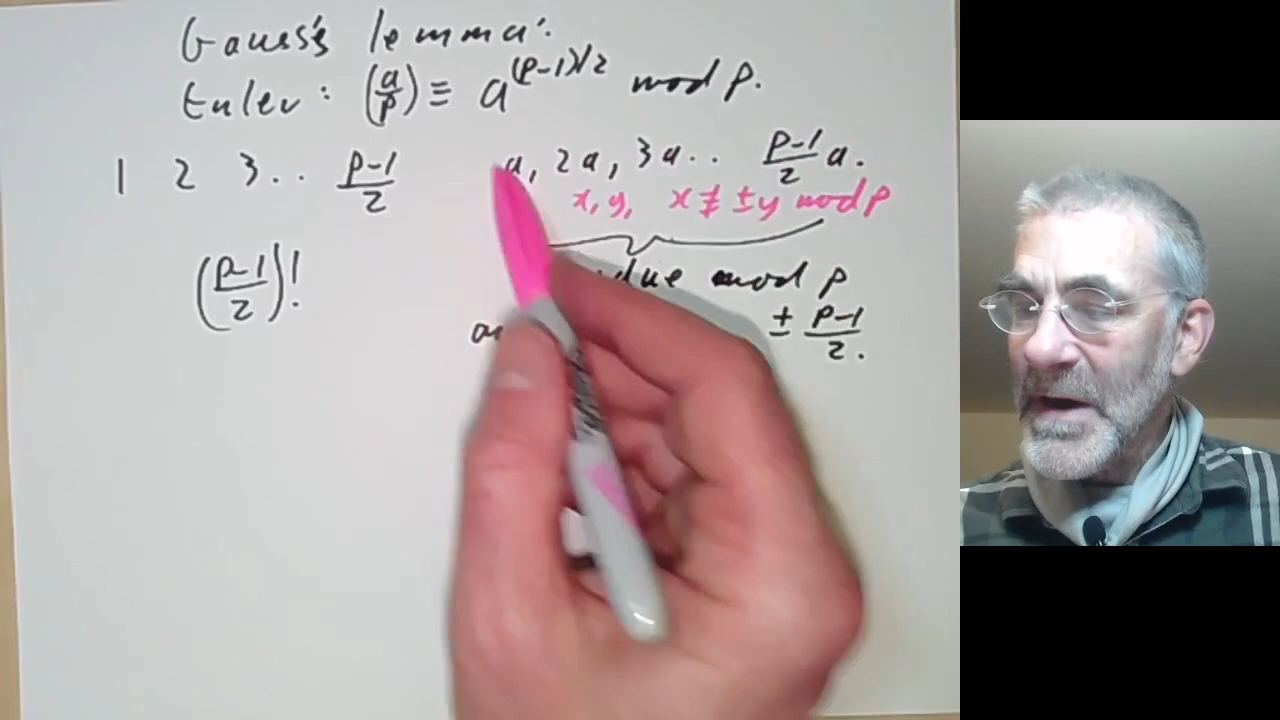 Gauss's lemma:
Euler: (a/p) ≡ a^{(p-1)/2} mod p.
1 2 3.. (p-1)/2 a, 2a, 3a.. (p-1)/2 a.
x, y, x ≢ ±y mod p
mod p
((p-1)/2)!
± (p-1)/2.